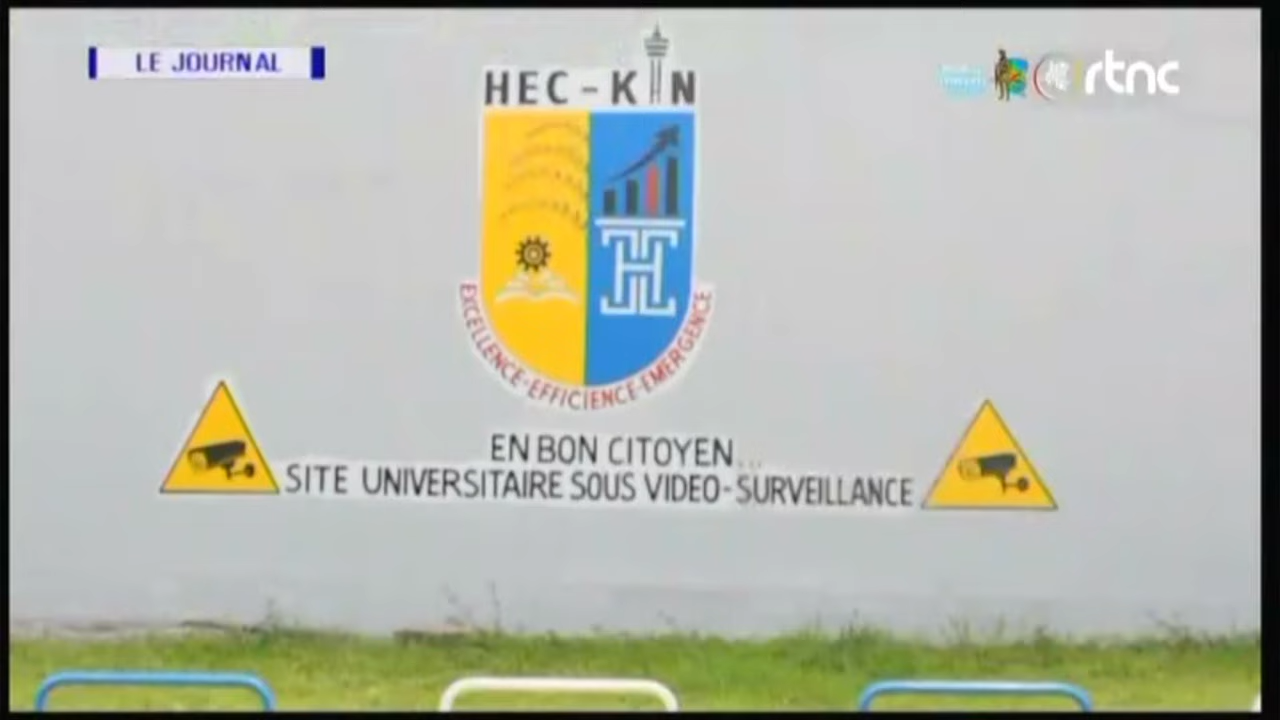 LE JOURNAL
rtnc
HEC - KIN
EXCELLENCE-EFFICIENCE-EMERGENCE
EN BON CITOYEN...
SITE UNIVERSITAIRE SOUS VIDEO-SURVEILLANCE